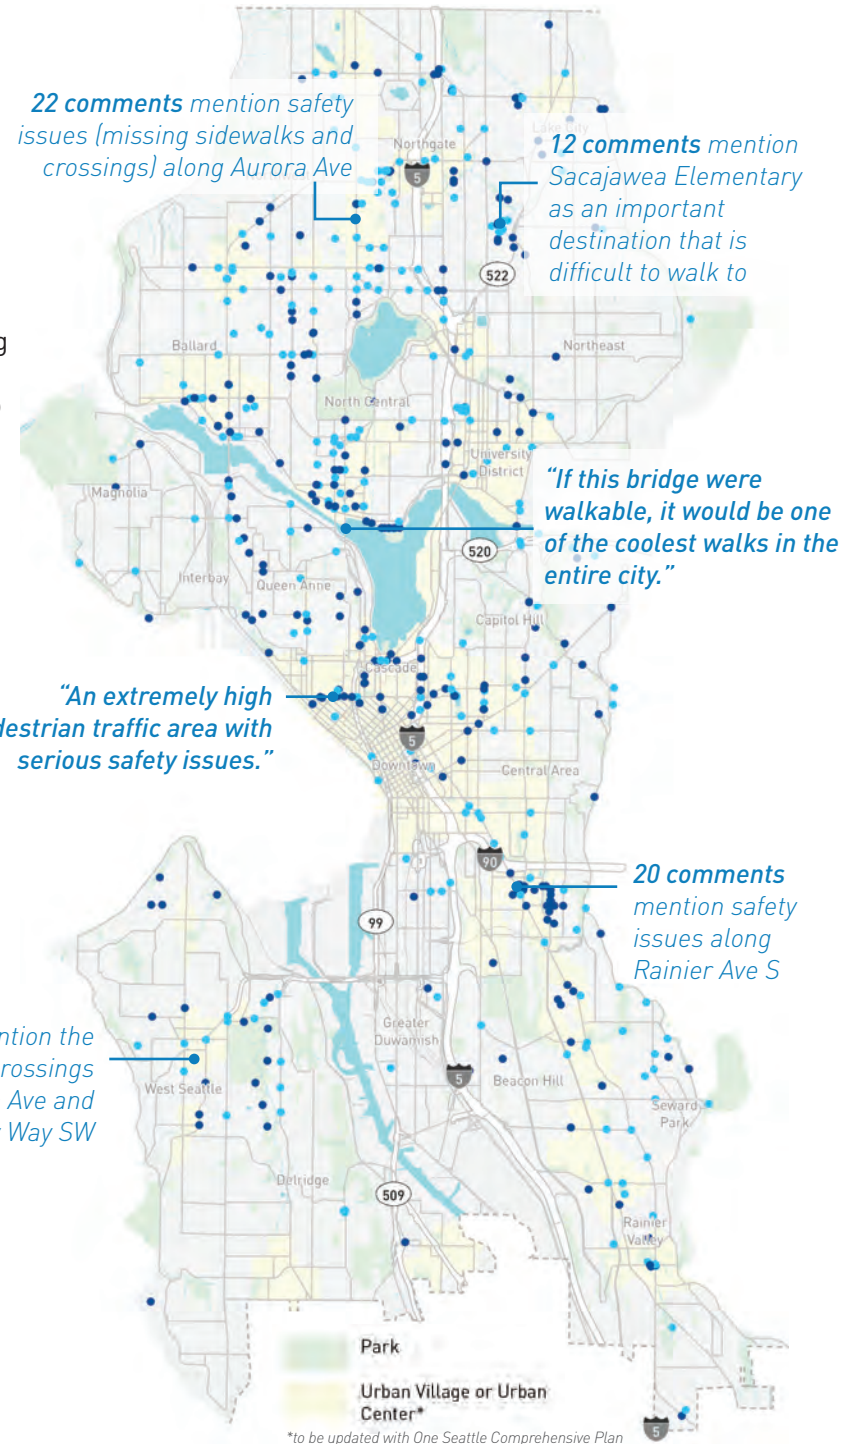 22 comments mention safety
issues (missing sidewalks and
crossings) along Aurora Ave
Northgate
Lake City
5
12 comments mention
Sacajawea Elementary
as an important
destination that is
difficult to walk to
522
g
Ballard
Northeast
North Central
University
District
Magnolia
“If this bridge were
walkable, it would be one
of the coolest walks in the
entire city.”
520
Interbay
Queen Anne
Capitol Hill
Cascade
“An extremely high
destrian traffic area with
serious safety issues.”
5
Downtown
Central Area
90
20 comments
mention safety
issues along
Rainier Ave S
99
Greater
Duwamish
ntion the
rossings
Ave and
Way SW
West Seattle
5
Beacon Hill
Seward
Park
Delridge
509
Rainier
Valley
Park
Urban Village or Urban
Center*
*to be updated with One Seattle Comprehensive Plan
5